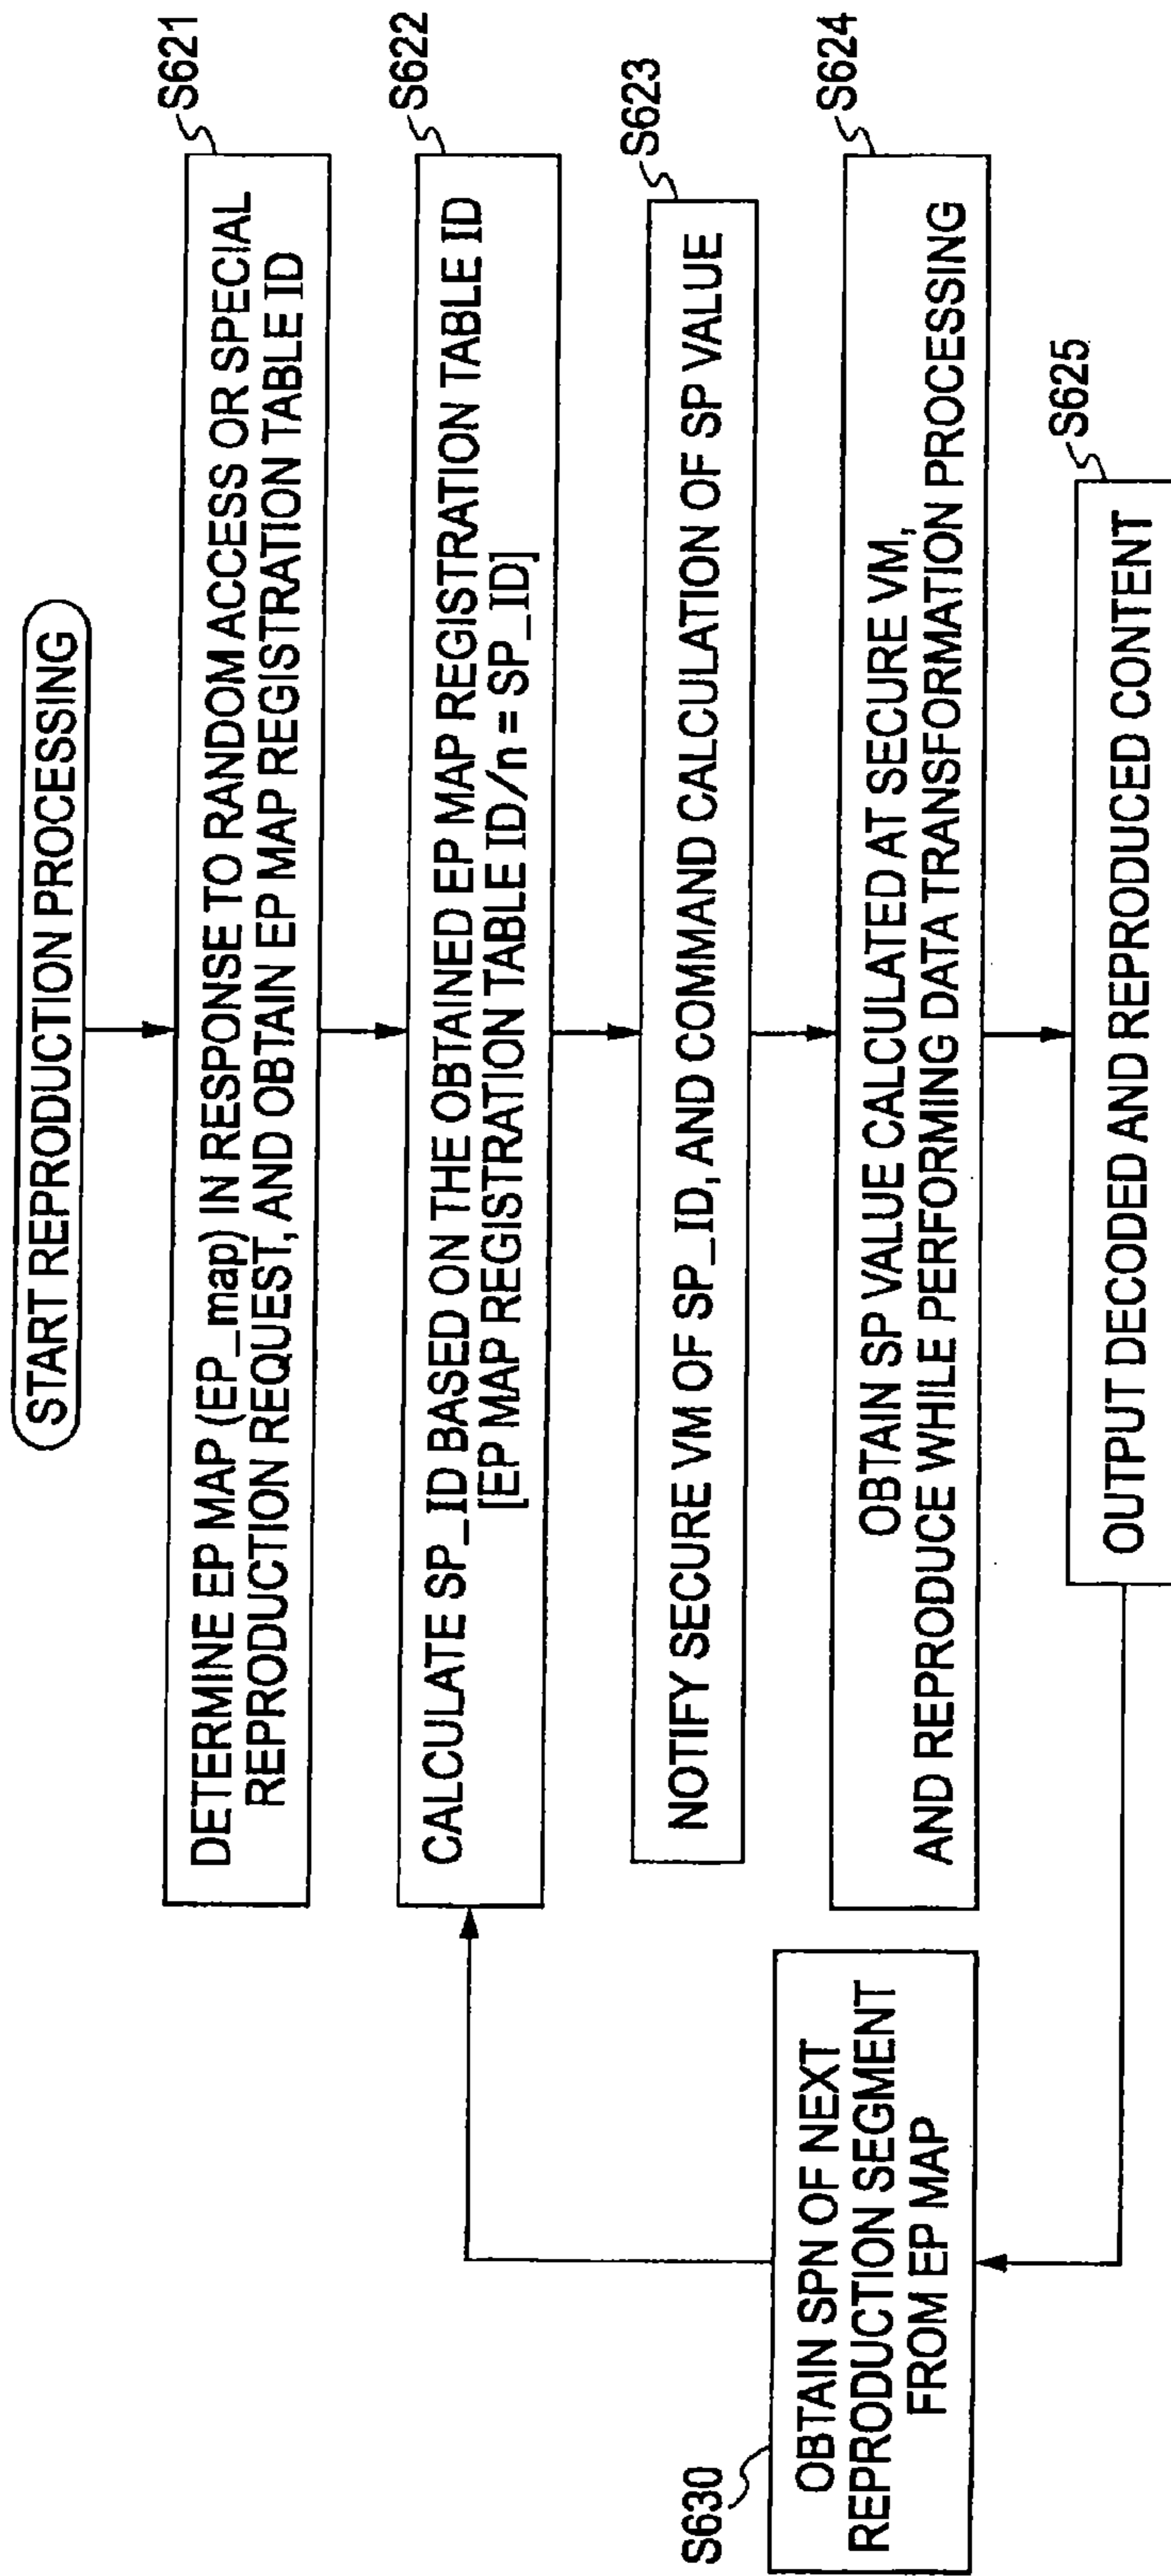 START REPRODUCTION PROCESSING
S621
DETERMINE EP MAP (EP_map) IN RESPONSE TO RANDOM ACCESS OR SPECIAL
REPRODUCTION REQUEST, AND OBTAIN EP MAP REGISTRATION TABLE ID
S622
CALCULATE SP_ID BASED ON THE OBTAINED EP MAP REGISTRATION TABLE ID
[EP MAP REGISTRATION TABLE ID/n = SP_ID]
S623
NOTIFY SECURE VM OF SP_ID, AND COMMAND CALCULATION OF SP VALUE
S624
OBTAIN SP VALUE CALCULATED AT SECURE VM,
AND REPRODUCE WHILE PERFORMING DATA TRANSFORMATION PROCESSING
S625
OUTPUT DECODED AND REPRODUCED CONTENT
S630
OBTAIN SPN OF NEXT
REPRODUCTION SEGMENT
FROM EP MAP